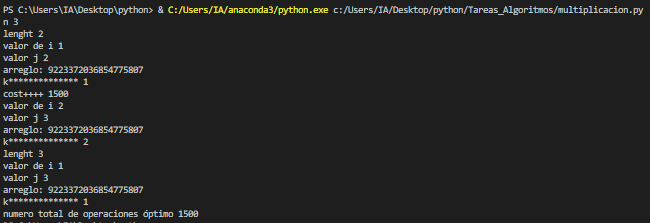 PS C:\Users\IA\Desktop\python> & C:/Users/IA/anaconda3/python.exe c:/Users/IA/Desktop/python/Tareas_Algoritmos/multiplicacion.py
n 3
lenght 2
valor de i 1
valor j 2
arreglo: 9223372036854775807
k************** 1
cost++++ 1500
valor de i 2
valor j 3
arreglo: 9223372036854775807
k************** 2
lenght 3
valor de i 1
valor j 3
arreglo: 9223372036854775807
k************** 1
numero total de operaciones óptimo 1500